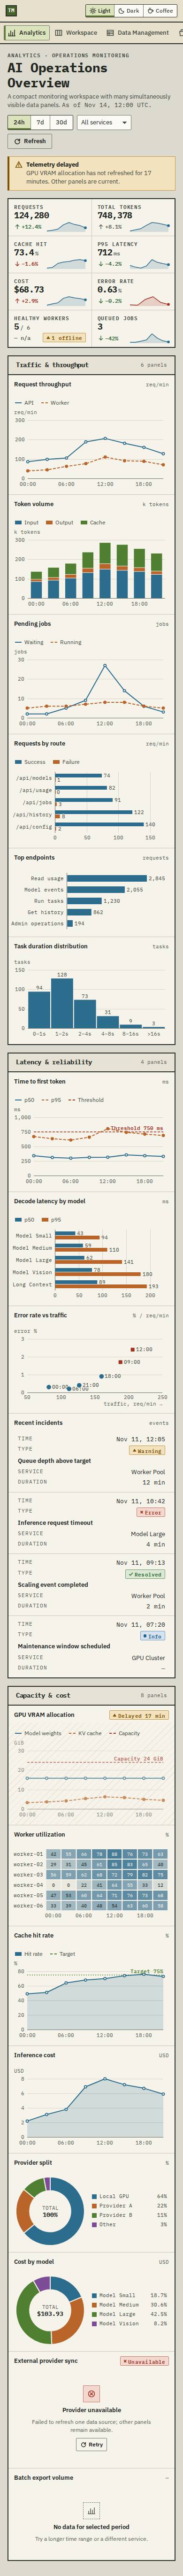 TM Light Dark Coffee
Analytics Columns Data Management
ANALYTICS · OPERATIONS MONITORING
AI Operations
Overview
A compact monitoring workspace with many simultaneously
visible data panels. As of Nov 14, 12:00 UTC.
24h 7d 30d All services
Refresh
Telemetry delayed
GPU VRAM allocation has not refreshed for 17
minutes. Other panels are current.
REQUESTS
124,280
↑ +12.4%
TOTAL TOKENS
748,378
↑ +8.1%
CACHE HIT
73.4%
↓ −1.6%
P95 LATENCY
712 ms
↓ −4.2%
COST
$68.73
↑ +2.9%
ERROR RATE
0.63%
↓ −0.2%
HEALTHY WORKERS
5 / 6
— n/a 1 offline
QUEUED JOBS
3
↓ −42%
Traffic & throughput 6 panels
Request throughput req/min
API Worker
req/min
300
200
100
0
00:00 06:00 12:00 18:00
Token volume k tokens
Input Output Cache
k tokens
300
200
100
0
00:00 06:00 12:00 18:00
Pending jobs jobs
Waiting Running
jobs
30
20
10
0
00:00 06:00 12:00 18:00
Requests by route req/min
Success Failure
/api/models 74 1
/api/usage 82 0
/api/jobs 91 3
/api/history 122 8
/api/config 140 2
0 50 100 150
Top endpoints requests
Read usage 2,845
Model events 2,055
Run tasks 1,230
Get history 862
Admin operations 194
Task duration distribution tasks
tasks
150
100
50
0
94 128 73 31 9 3
0–1s 1–2s 2–4s 4–8s 8–16s >16s
Latency & reliability 4 panels
Time to first token ms
p50 p95 Threshold
ms
1,000
750
500
250
0
Threshold 750 ms
00:00 06:00 12:00 18:00
Decode latency by model ms
p50 p95
Model Small 43 94
Model Medium 59 110
Model Large 62 141
Model Vision 78 180
Long Context 89 193
0 50 100 150 200
Error rate vs traffic % / req/min
error %
3
2
1
0
12:00
09:00
18:00
21:00
00:00
06:00
50 100 150 200 250
traffic, req/min →
Recent incidents events
TIME Nov 11, 12:05
TYPE Warning
Queue depth above target
SERVICE Worker Pool
DURATION 12 min
TIME Nov 11, 10:42
TYPE Error
Inference request timeout
SERVICE Model Large
DURATION 4 min
TIME Nov 11, 09:13
TYPE Resolved
Scaling event completed
SERVICE Worker Pool
DURATION 2 min
TIME Nov 11, 07:20
TYPE Info
Maintenance window scheduled
SERVICE GPU Cluster
DURATION —
Capacity & cost 8 panels
GPU VRAM allocation Delayed 17 min
Model weights KV cache Capacity
GiB
30
20
10
0
Capacity 24 GiB
00:00 06:00 12:00 18:00
Worker utilization %
worker-01
worker-02
worker-03
worker-04
worker-05
worker-06
00:00 06:00 12:00 18:00
Cache hit rate %
Hit rate Target
%
80
60
40
20
0
Target 75%
00:00 06:00 12:00 18:00
Inference cost USD
USD
8
6
4
2
0
00:00 06:00 12:00 18:00
Provider split %
TOTAL
100%
Local GPU 64%
Provider A 22%
Provider B 11%
Other 3%
Cost by model USD
TOTAL
$103.93
Model Small 18.7%
Model Medium 30.6%
Model Large 42.5%
Model Vision 8.2%
External provider sync Unavailable
Provider unavailable
Failed to refresh one data source; other panels
remain available.
Retry
Batch export volume —
No data for selected period
Try a longer time range or a different service.